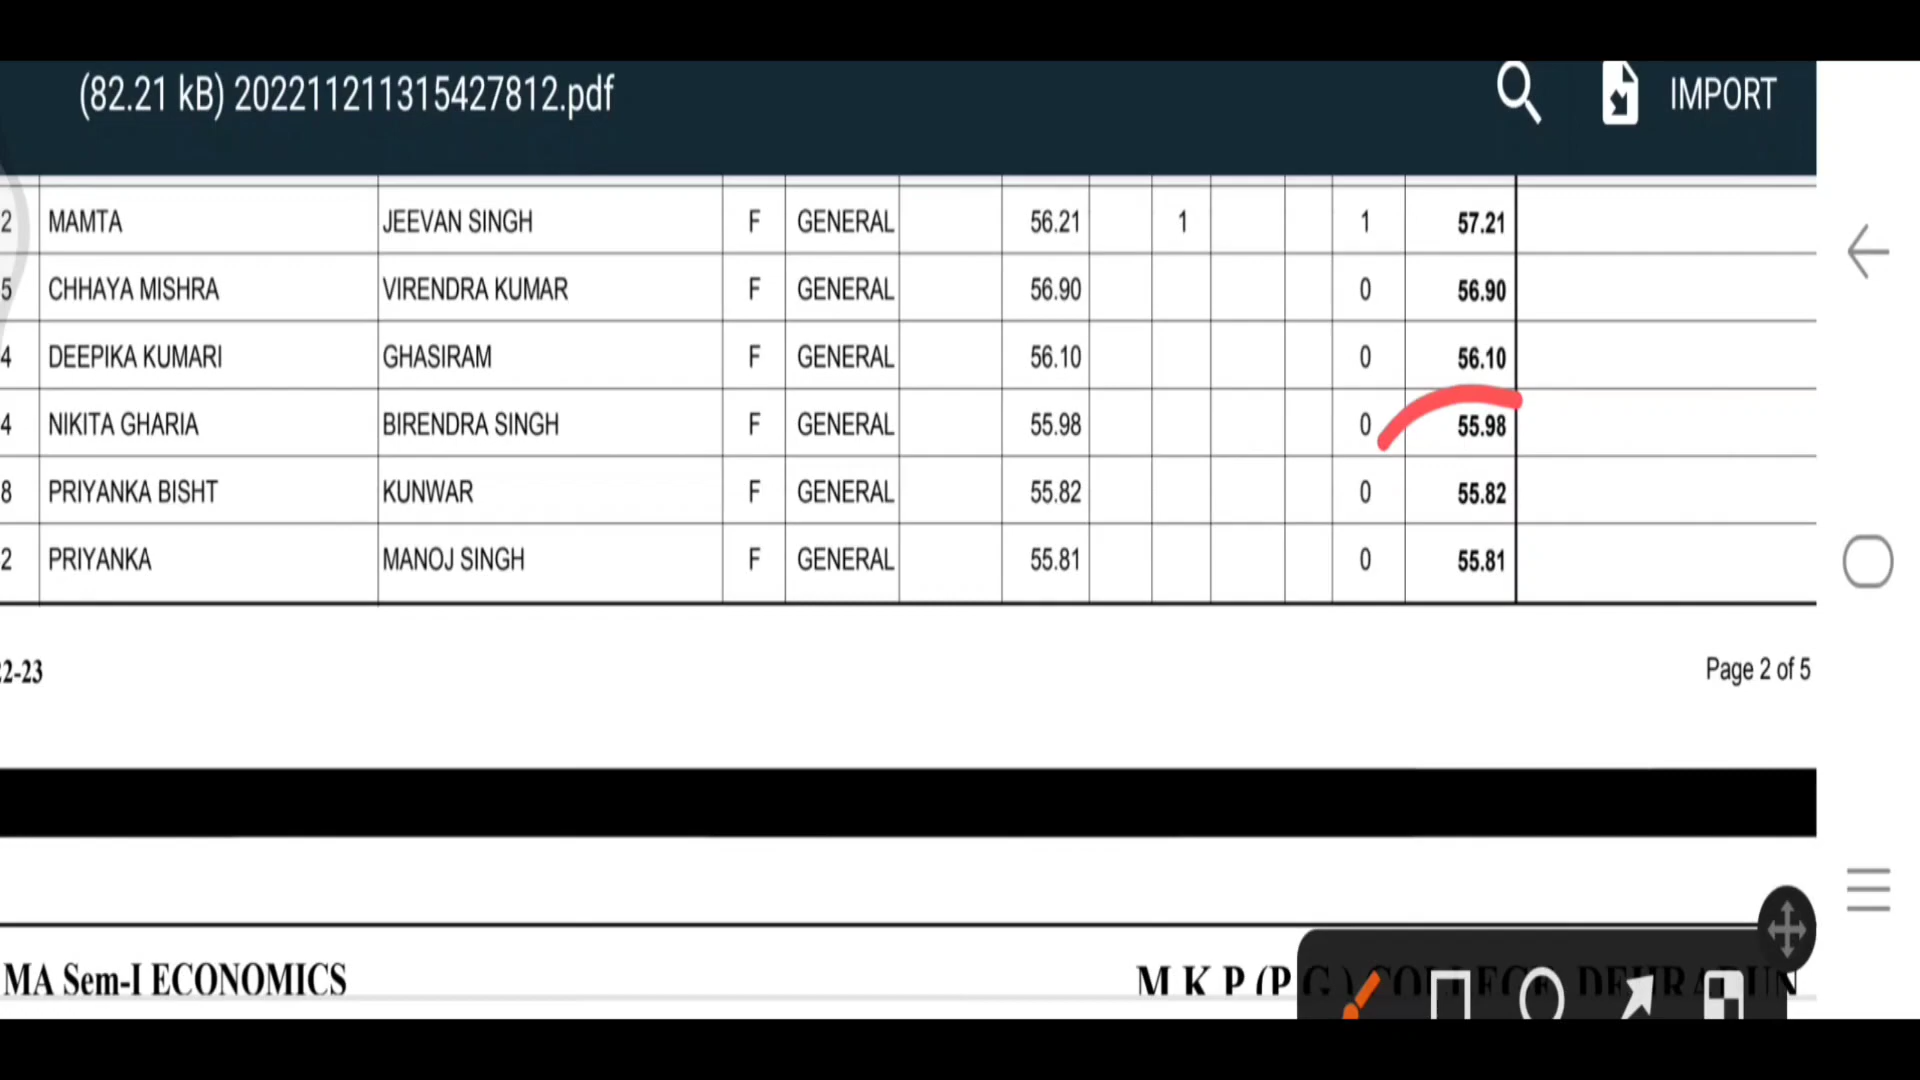 (82.21 kB) 202211211315427812.pdf IMPORT
2 MAMTA JEEVAN SINGH F GENERAL 56.21 1 1 57.21
5 CHHAYA MISHRA VIRENDRA KUMAR F GENERAL 56.90 0 56.90
4 DEEPIKA KUMARI GHASIRAM F GENERAL 56.10 0 56.10
4 NIKITA GHARIA BIRENDRA SINGH F GENERAL 55.98 0 55.98
8 PRIYANKA BISHT KUNWAR F GENERAL 55.82 0 55.82
2 PRIYANKA MANOJ SINGH F GENERAL 55.81 0 55.81
22-23 Page 2 of 5
MA Sem-I ECONOMICS M K P (P G ) COLLEGE DEHRADUN